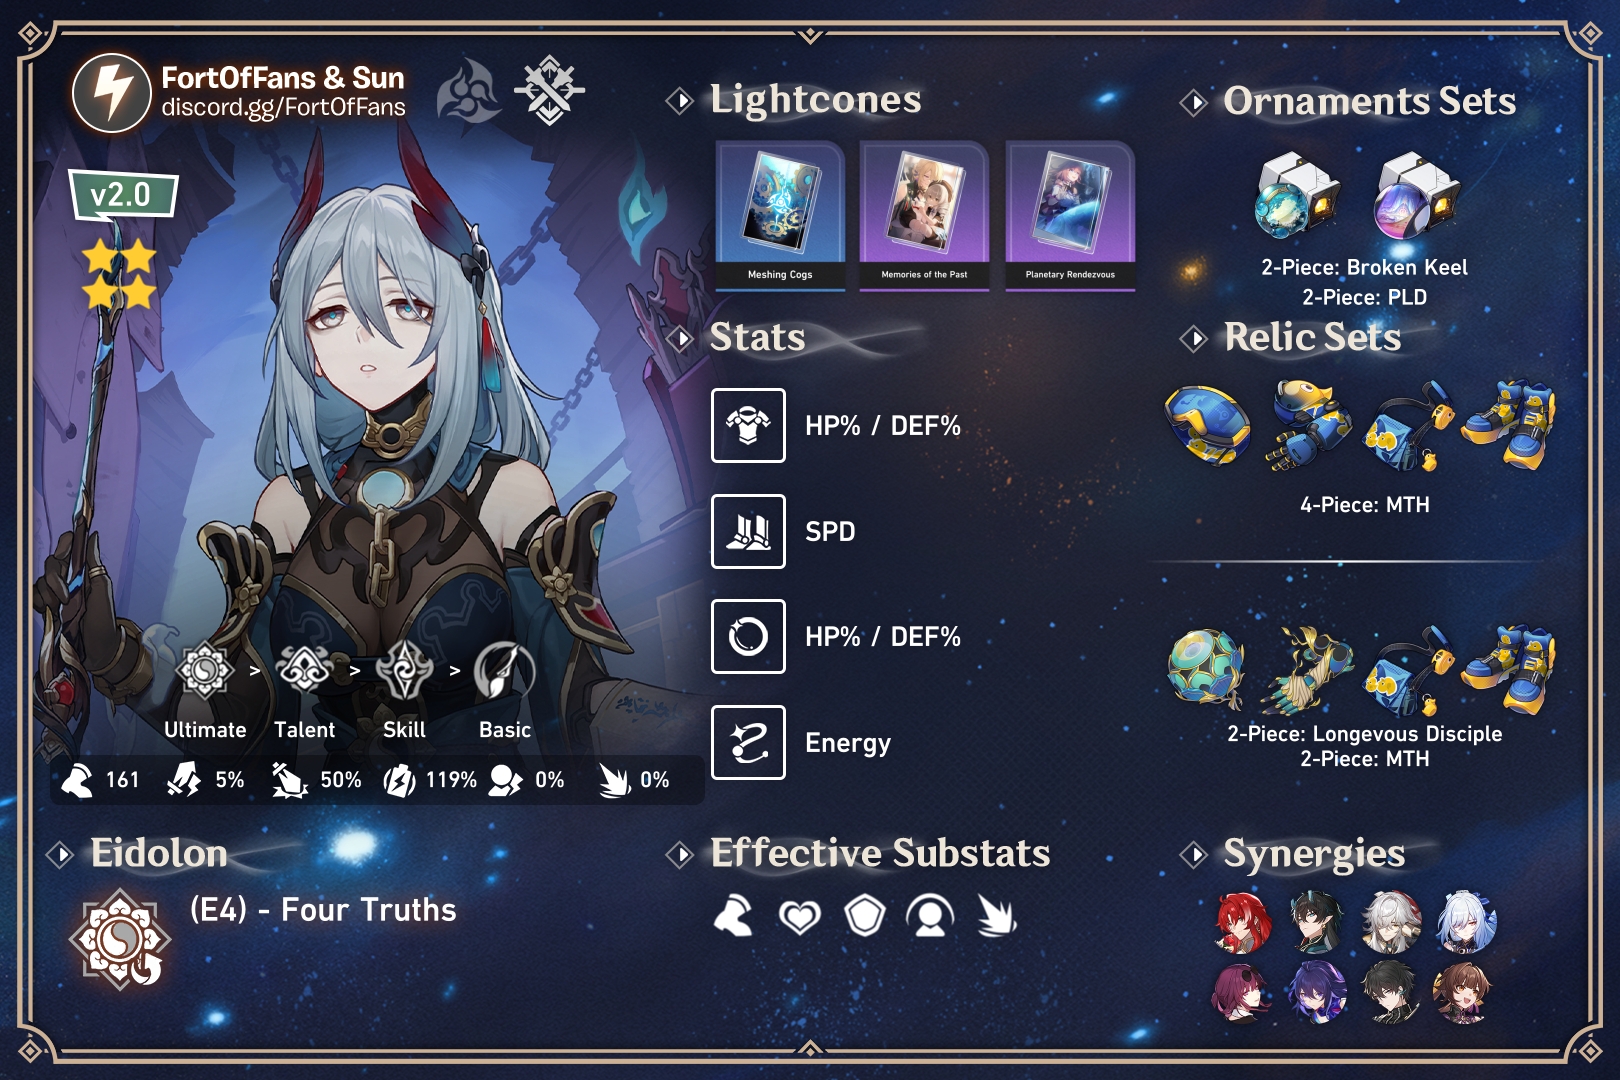 FortOfFans & Sun
discord.gg/FortOfFans
v2.0
Ultimate > Talent > Skill > Basic
161 5% 50% 119% 0% 0%
Eidolon
(E4) - Four Truths
Lightcones
Meshing Cogs
Memories of the Past
Planetary Rendezvous
Stats
HP% / DEF%
SPD
HP% / DEF%
Energy
Effective Substats
Ornaments Sets
2-Piece: Broken Keel
2-Piece: PLD
Relic Sets
4-Piece: MTH
2-Piece: Longevous Disciple
2-Piece: MTH
Synergies